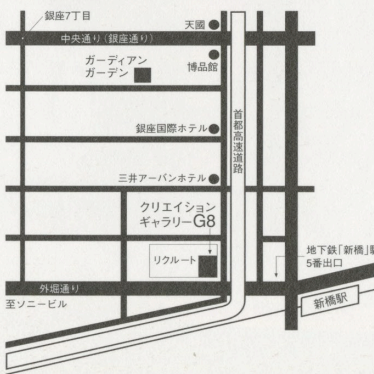 銀座7丁目
天國
中央通り(銀座通り)
博品館
ガーディアン
ガーデン
首都高速道路
銀座国際ホテル
三井アーバンホテル
クリエイション
ギャラリーG8
リクルート
地下鉄「新橋」駅
5番出口
外堀通り
新橋駅
至ソニービル